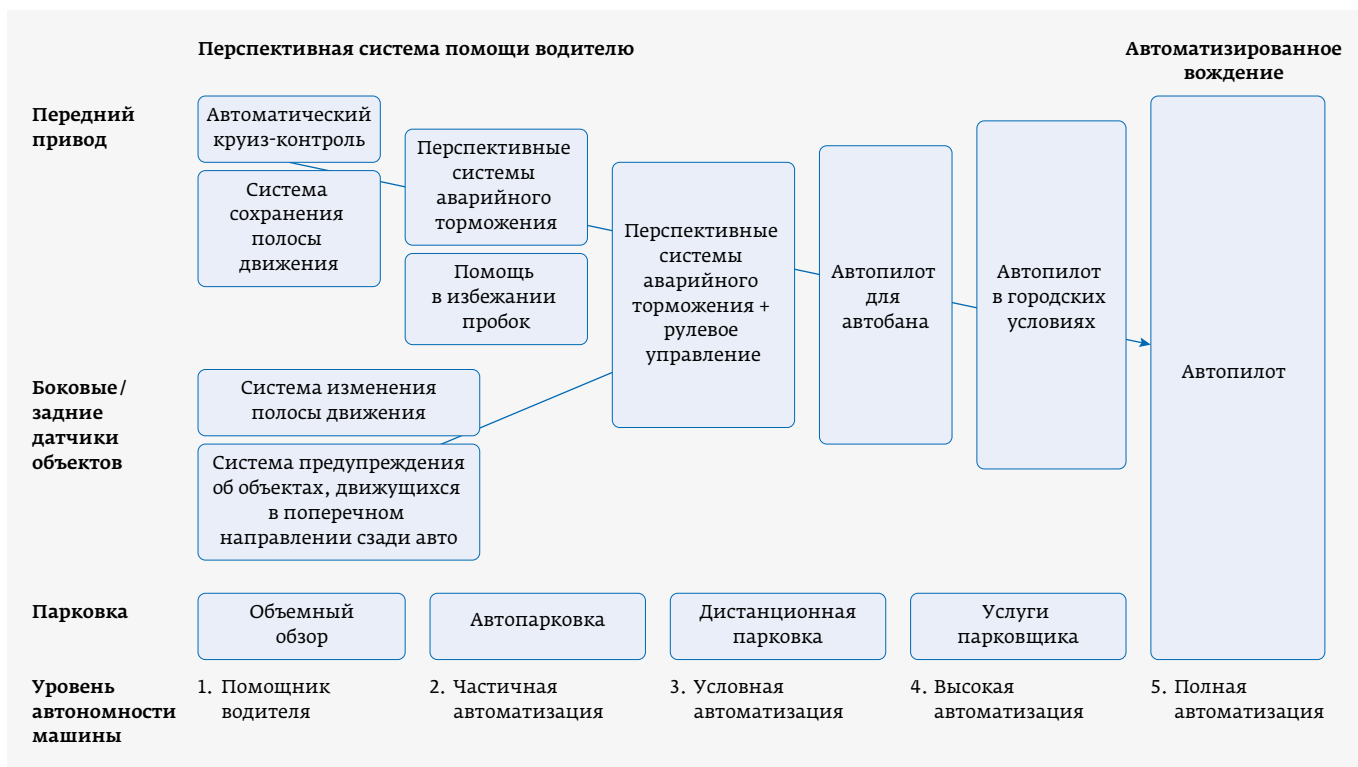 Перспективная система помощи водителю
Автоматизированное
вождение
Передний
привод
Автоматический
круиз-контроль
Система
сохранения
полосы
движения
Перспективные
системы
аварийного
торможения
Помощь
в избежании
пробок
Перспективные
системы
аварийного
торможения +
рулевое
управление
Автопилот
для
автобана
Автопилот
в городских
условиях
Автопилот
Боковые/
задние
датчики
объектов
Система изменения
полосы движения
Система предупреждения
об объектах, движущихся
в поперечном
направлении сзади авто
Парковка
Объемный
обзор
Автопарковка
Дистанционная
парковка
Услуги
парковщика
Уровень
автономности
машины
1. Помощник
водителя
2. Частичная
автоматизация
3. Условная
автоматизация
4. Высокая
автоматизация
5. Полная
автоматизация